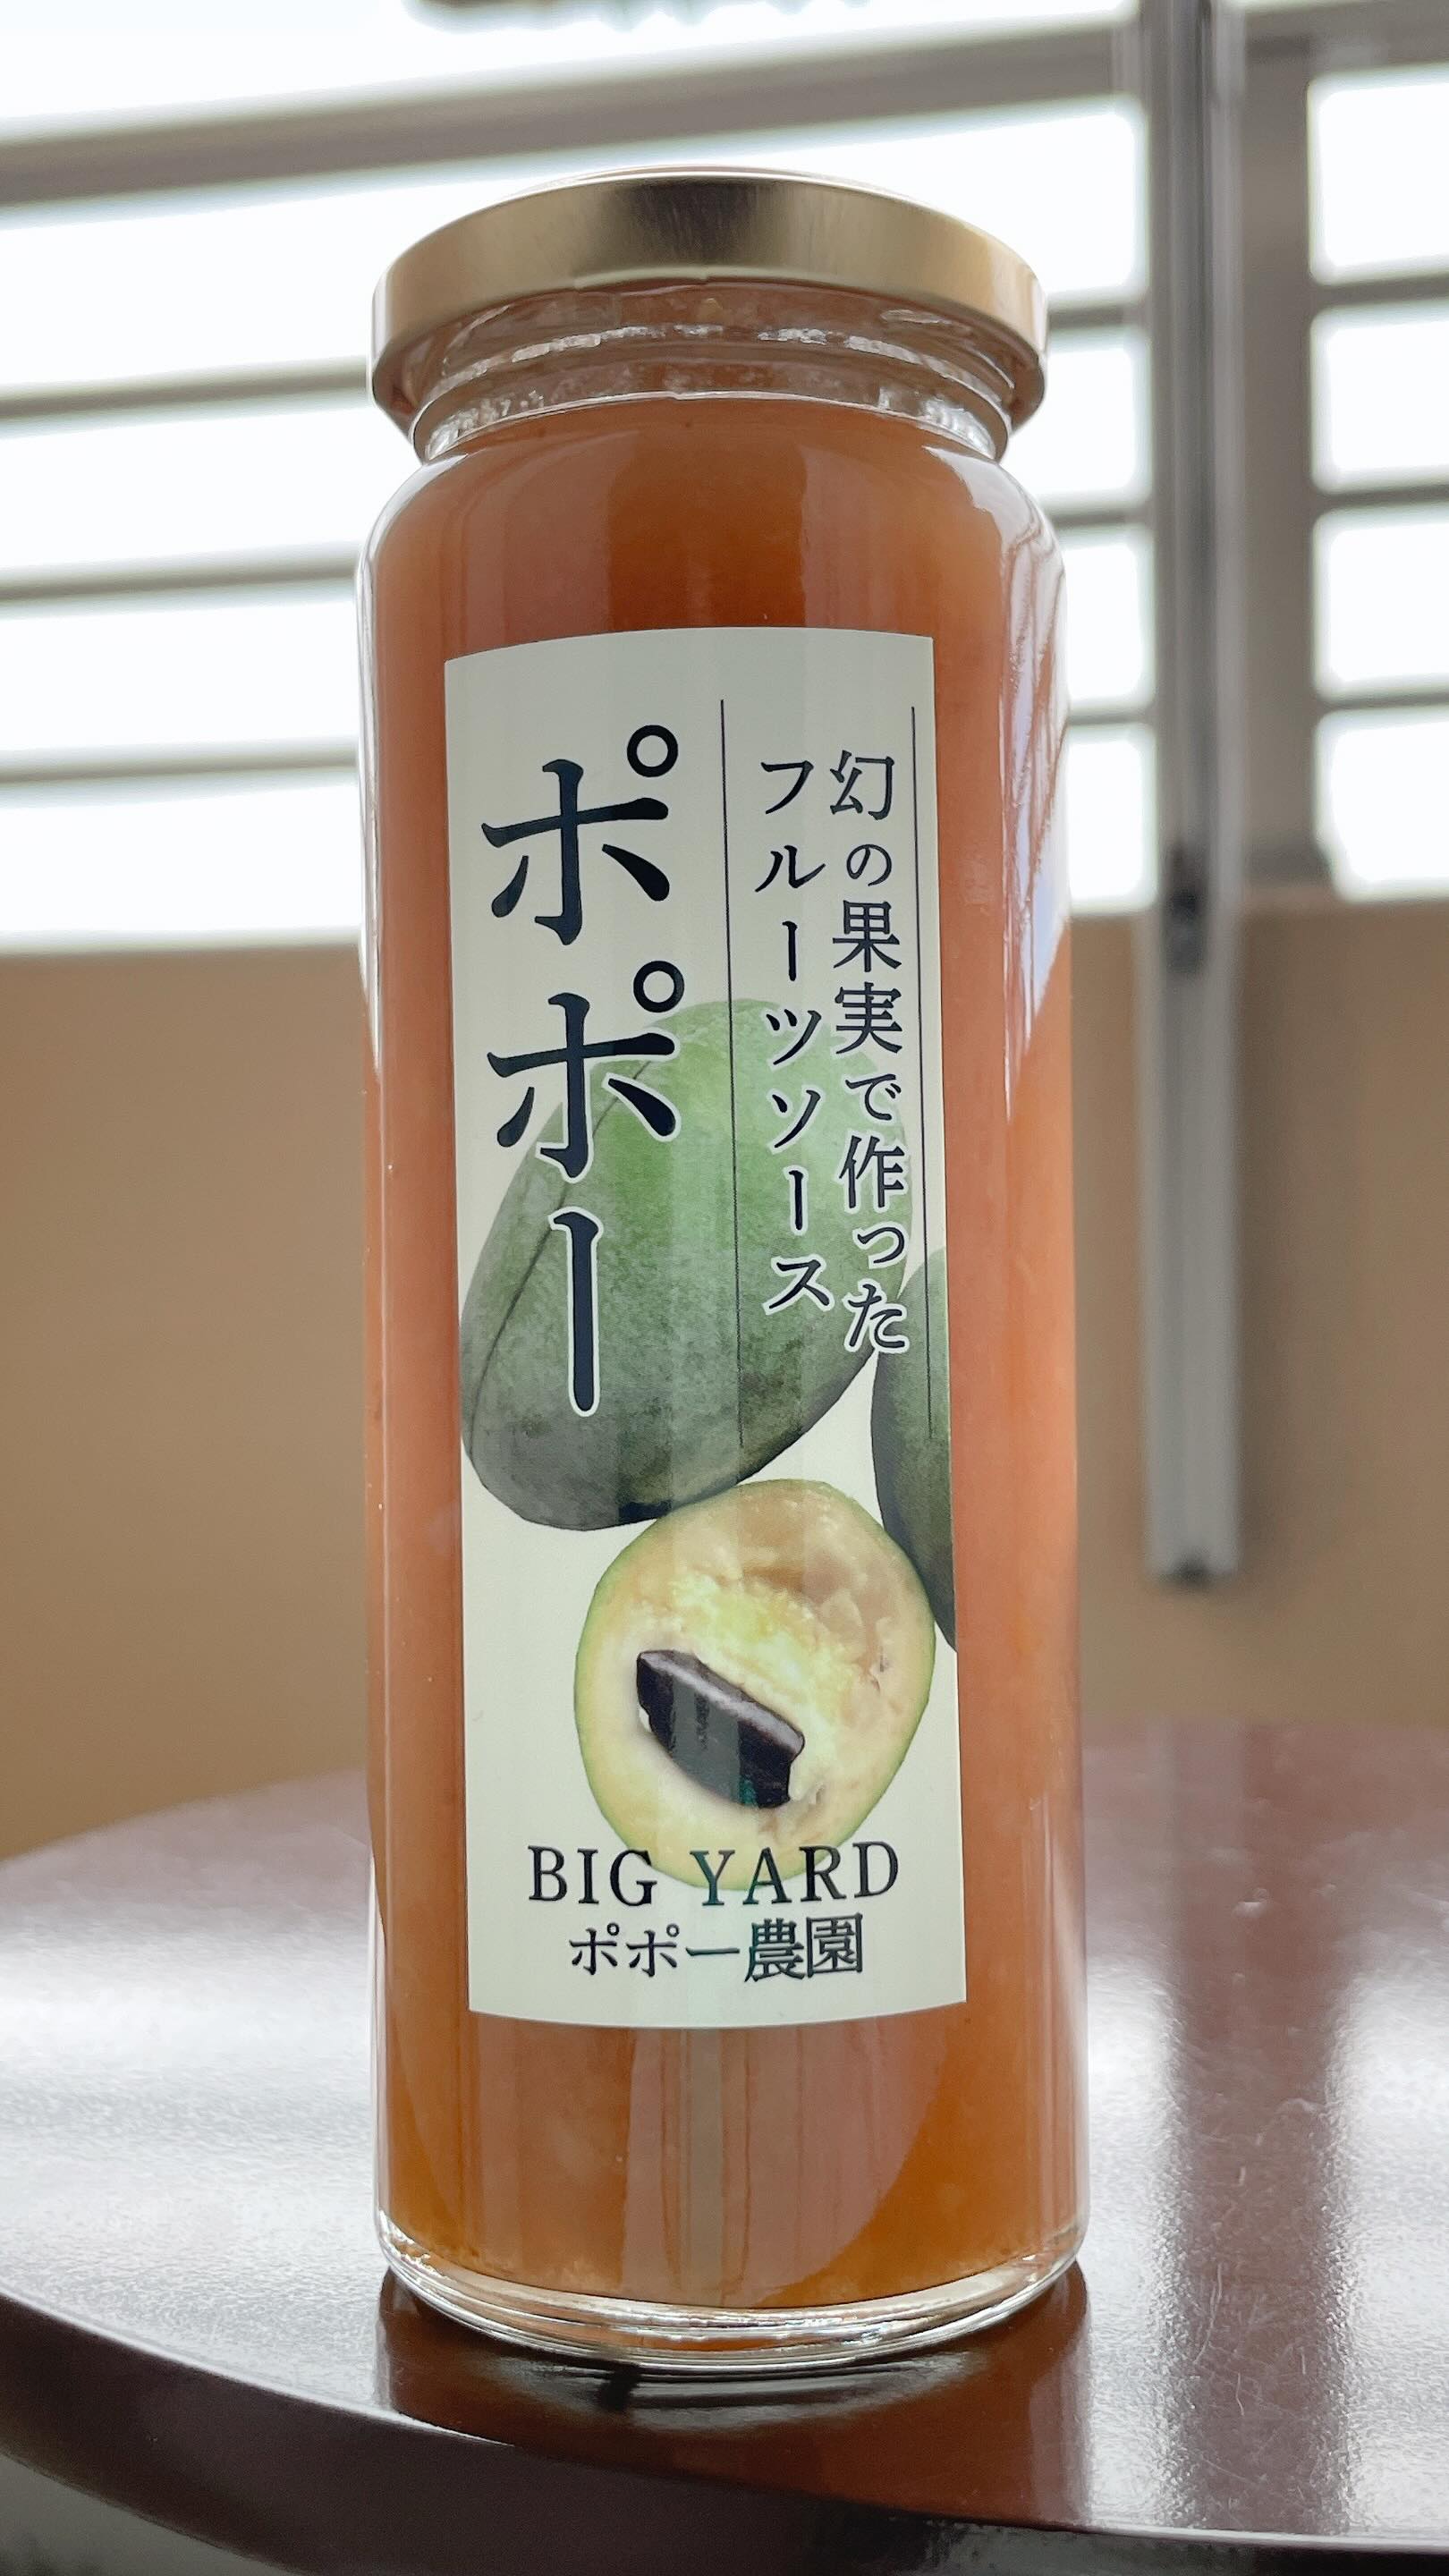 幻の果実で作った
フルーツソース
ポポー
BIG YARD
ポポー農園